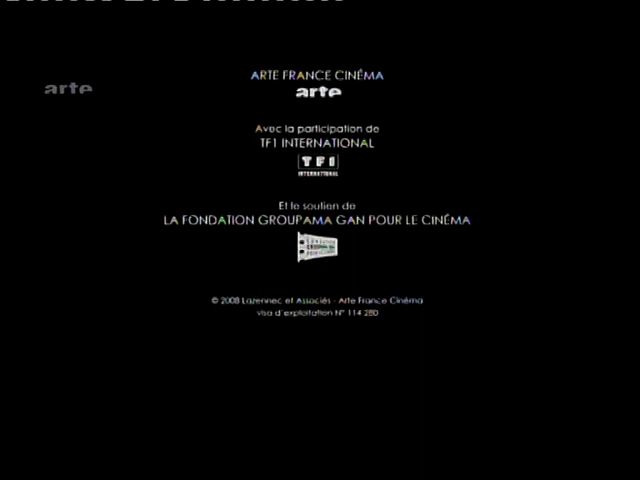 ARTE FRANCE CINÉMA
arte
arte
Avec la participation de
TF1 INTERNATIONAL
TF1
INTERNATIONAL
Et le soutien de
LA FONDATION GROUPAMA GAN POUR LE CINÉMA
© 2008 Lazennec et Associés - Arte France Cinéma
visa d'exploitation N° 114 280